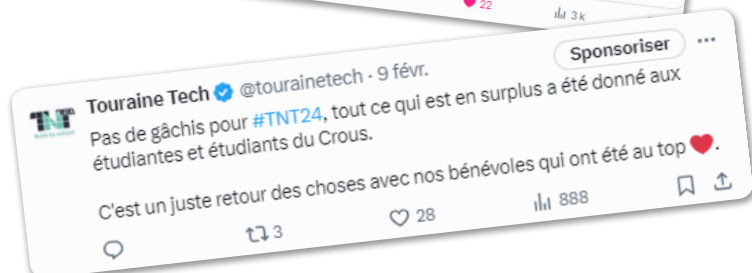 22
3 k
Touraine Tech @tourainetech · 9 févr.
Sponsoriser
TNT
Pas de gâchis pour #TNT24, tout ce qui est en surplus a été donné aux
étudiantes et étudiants du Crous.
C'est un juste retour des choses avec nos bénévoles qui ont été au top ❤️.
3
28
888